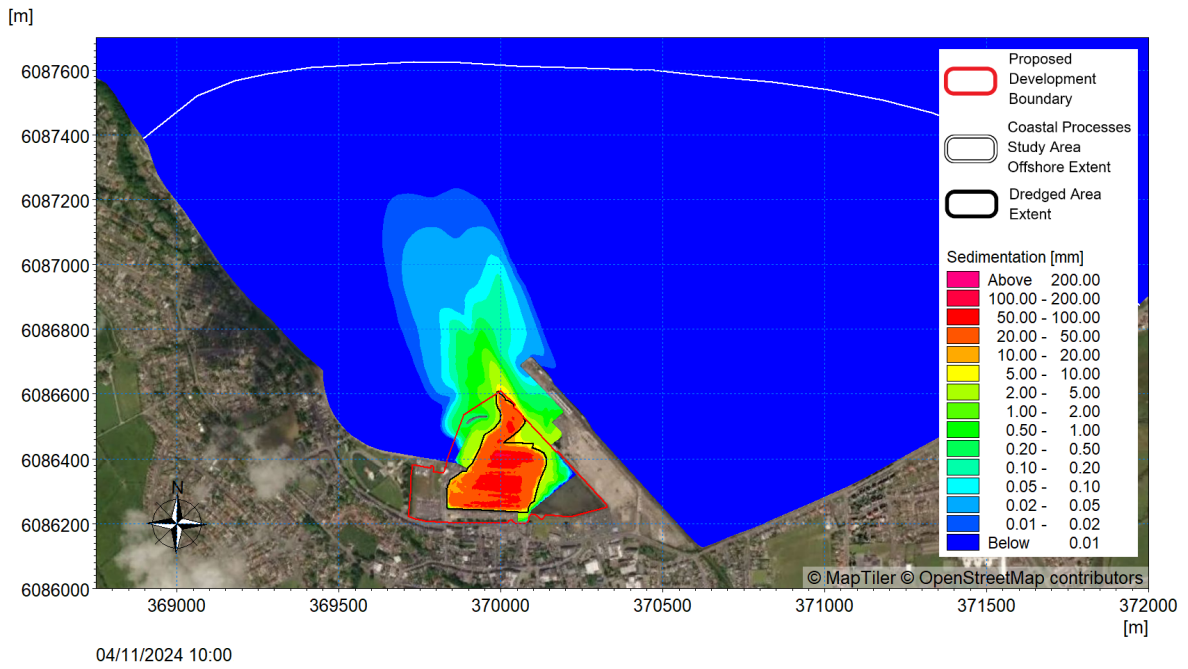 [m]
6087600
6087400
6087200
6087000
6086800
6086600
6086400
6086200
6086000
369000
369500
370000
370500
371000
371500
372000
[m]
N
Proposed
Development
Boundary
Coastal Processes
Study Area
Offshore Extent
Dredged Area
Extent
Sedimentation [mm]
Above 200.00
100.00 - 200.00
50.00 - 100.00
20.00 - 50.00
10.00 - 20.00
5.00 - 10.00
2.00 - 5.00
1.00 - 2.00
0.50 - 1.00
0.20 - 0.50
0.10 - 0.20
0.05 - 0.10
0.02 - 0.05
0.01 - 0.02
Below 0.01
© MapTiler © OpenStreetMap contributors
04/11/2024 10:00